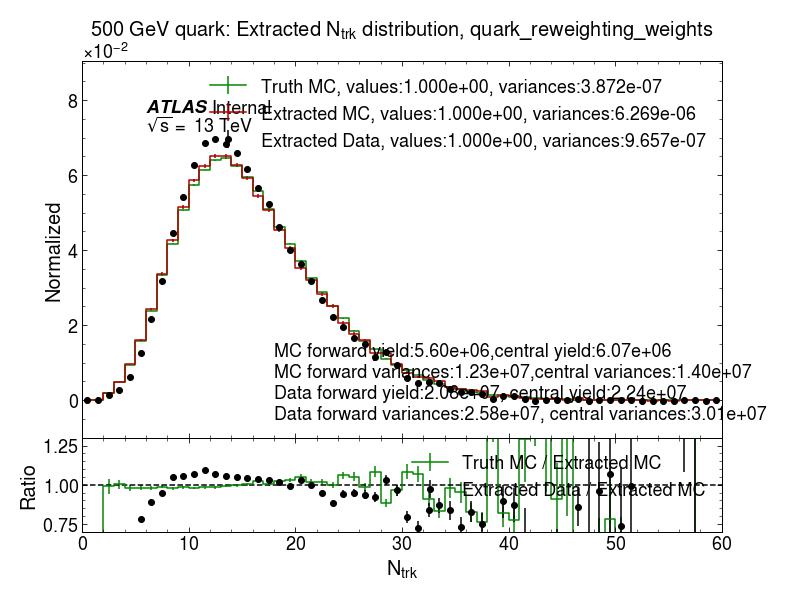 500 GeV quark: Extracted Ntrk distribution, quark_reweighting_weights
×10−2
Truth MC, values:1.000e+00, variances:3.872e-07
ATLAS Internal
Extracted MC, values:1.000e+00, variances:6.269e-06
√s = 13 TeV
Extracted Data, values:1.000e+00, variances:9.657e-07
8
6
4
2
0
Normalized
MC forward yield:5.60e+06,central yield:6.07e+06
MC forward variances:1.23e+07,central variances:1.40e+07
Data forward yield:2.08e+07, central yield:2.24e+07
Data forward variances:2.58e+07, central variances:3.01e+07
1.25
1.00
0.75
Ratio
Truth MC / Extracted MC
Extracted Data / Extracted MC
0 10 20 30 40 50 60
Ntrk